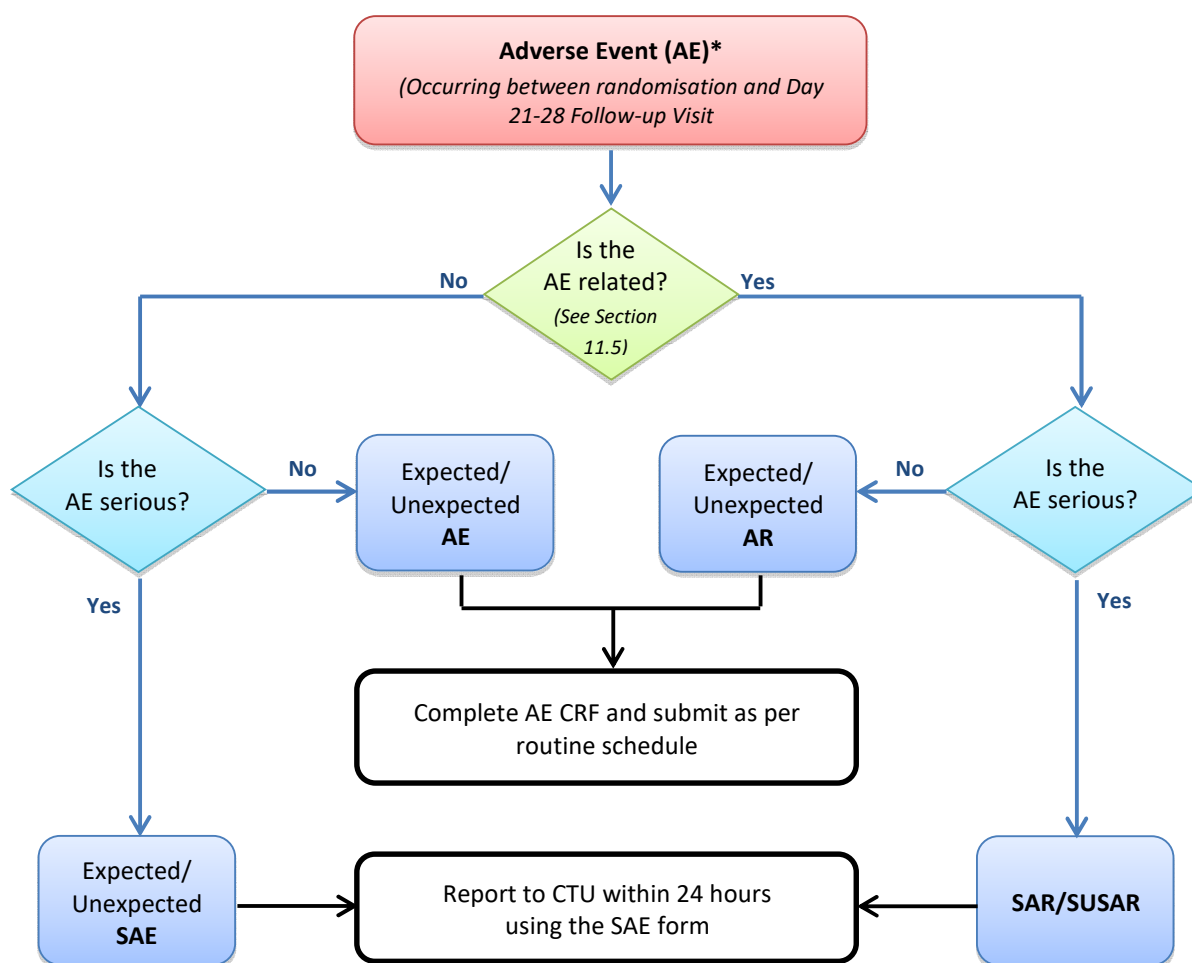 Adverse Event (AE)*
(Occurring between randomisation and Day
21-28 Follow-up Visit
Is the
AE related?
(See Section
11.5)
No
Yes
Is the
AE serious?
No
Expected/
Unexpected
AE
Expected/
Unexpected
AR
No
Is the
AE serious?
Yes
Yes
Complete AE CRF and submit as per
routine schedule
Expected/
Unexpected
SAE
Report to CTU within 24 hours
using the SAE form
SAR/SUSAR